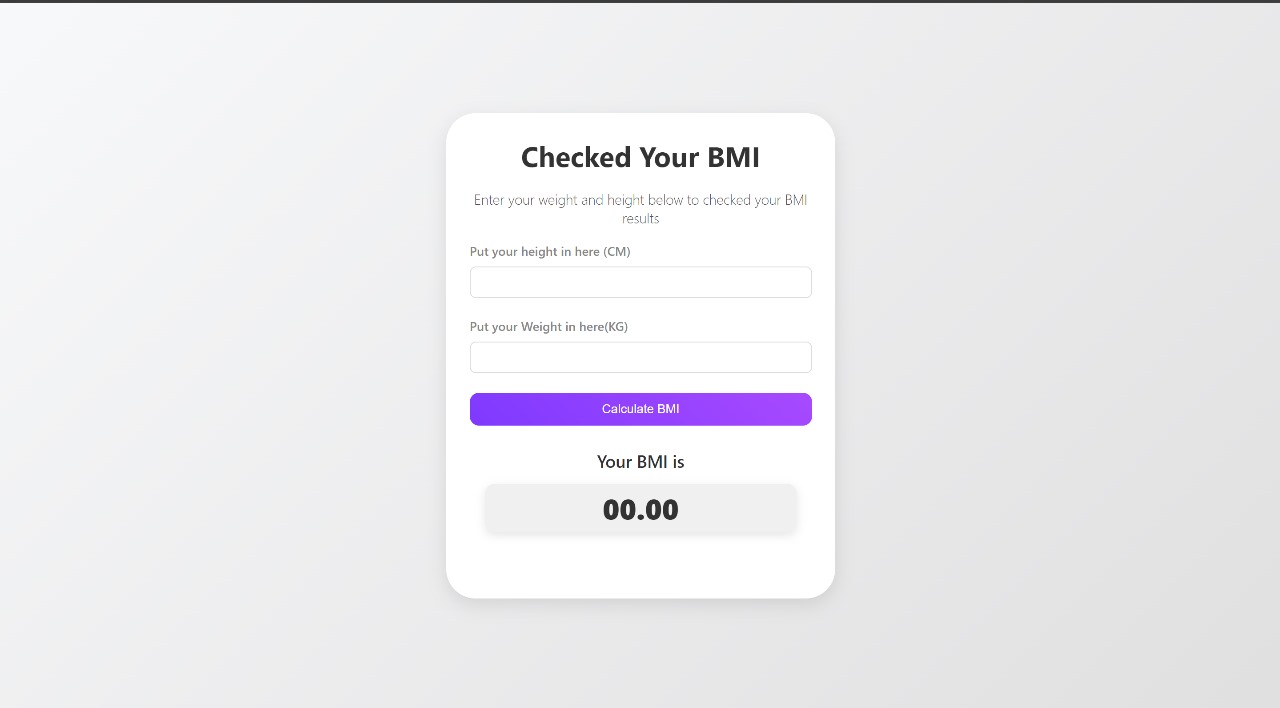 Checked Your BMI
Enter your weight and height below to checked your BMI
results
Put your height in here (CM)
Put your Weight in here(KG)
Calculate BMI
Your BMI is
00.00